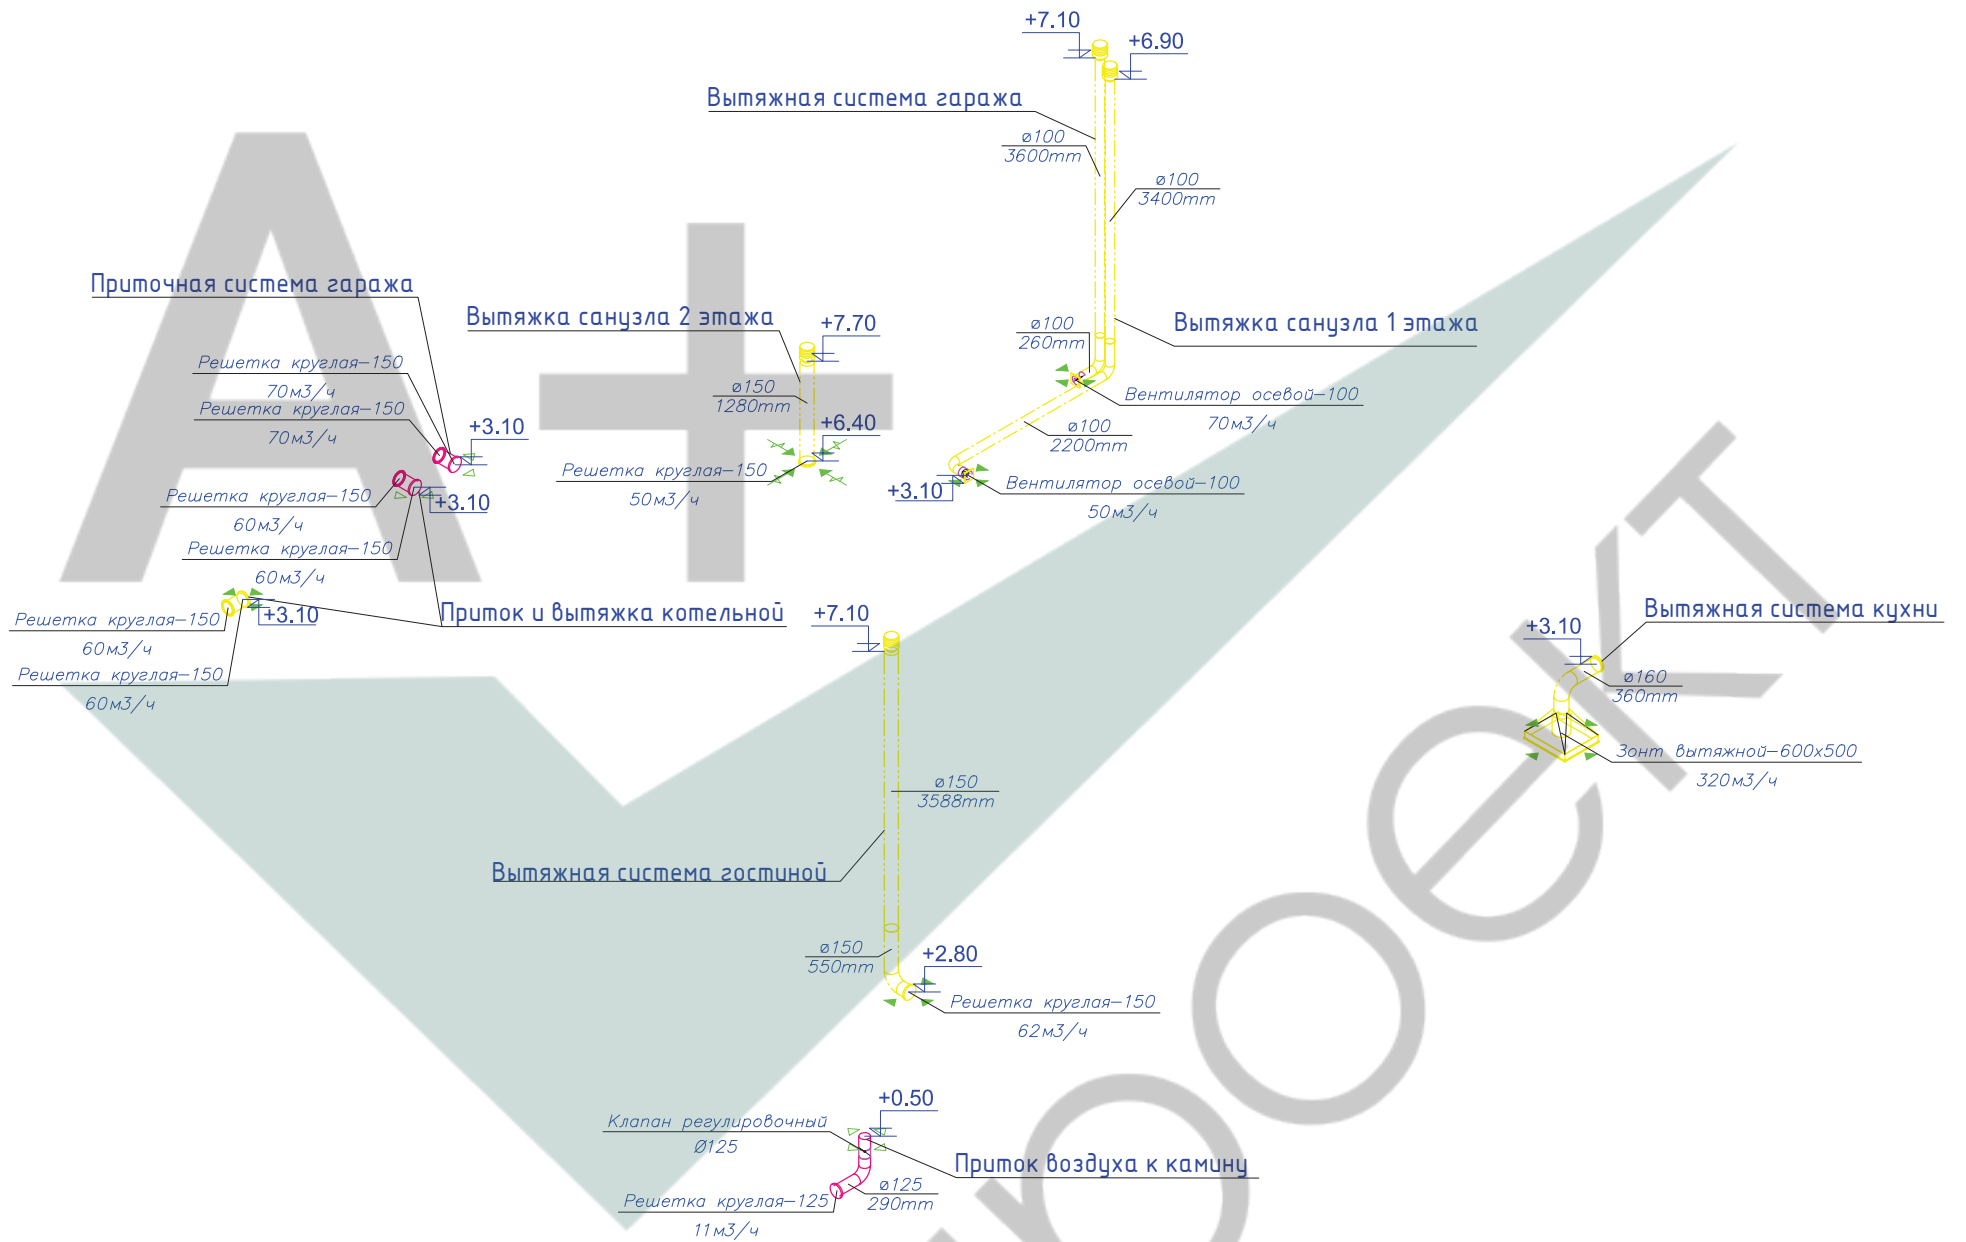 +7.10
+6.90
Вытяжная система гаража
ø100
3600mm
ø100
3400mm
Приточная система гаража
Решетка круглая-150
70м3/ч
Решетка круглая-150
70м3/ч
+3.10
Решетка круглая-150
60м3/ч
+3.10
Решетка круглая-150
60м3/ч
Вытяжка санузла 2 этажа
+7.70
ø150
1280mm
+6.40
Решетка круглая-150
50м3/ч
ø100
260mm
Вытяжка санузла 1 этажа
Вентилятор осевой-100
70м3/ч
ø100
2200mm
+3.10
Вентилятор осевой-100
50м3/ч
+3.10
Решетка круглая-150
60м3/ч
Решетка круглая-150
60м3/ч
Приток и вытяжка котельной
+7.10
ø150
3588mm
Вытяжная система гостиной
ø150
550mm
+2.80
Решетка круглая-150
62м3/ч
Вытяжная система кухни
+3.10
ø160
360mm
Зонт вытяжной-600x500
320м3/ч
+0.50
Клапан регулировочный
Ø125
Приток воздуха к камину
ø125
290mm
Решетка круглая-125
11м3/ч
А+
роект